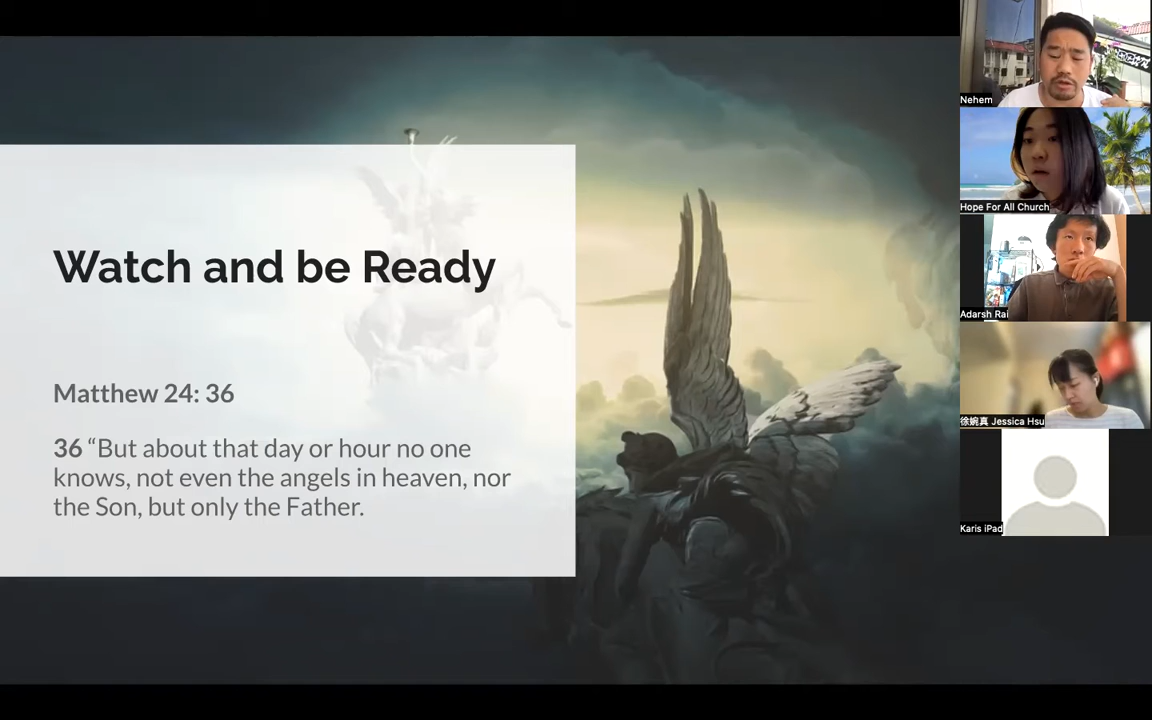 Watch and be Ready
Matthew 24: 36
36 “But about that day or hour no one
knows, not even the angels in heaven, nor
the Son, but only the Father.
Nehem
Hope For All Church
Adarsh Rai
徐婉真 Jessica Hsu
Karis iPad